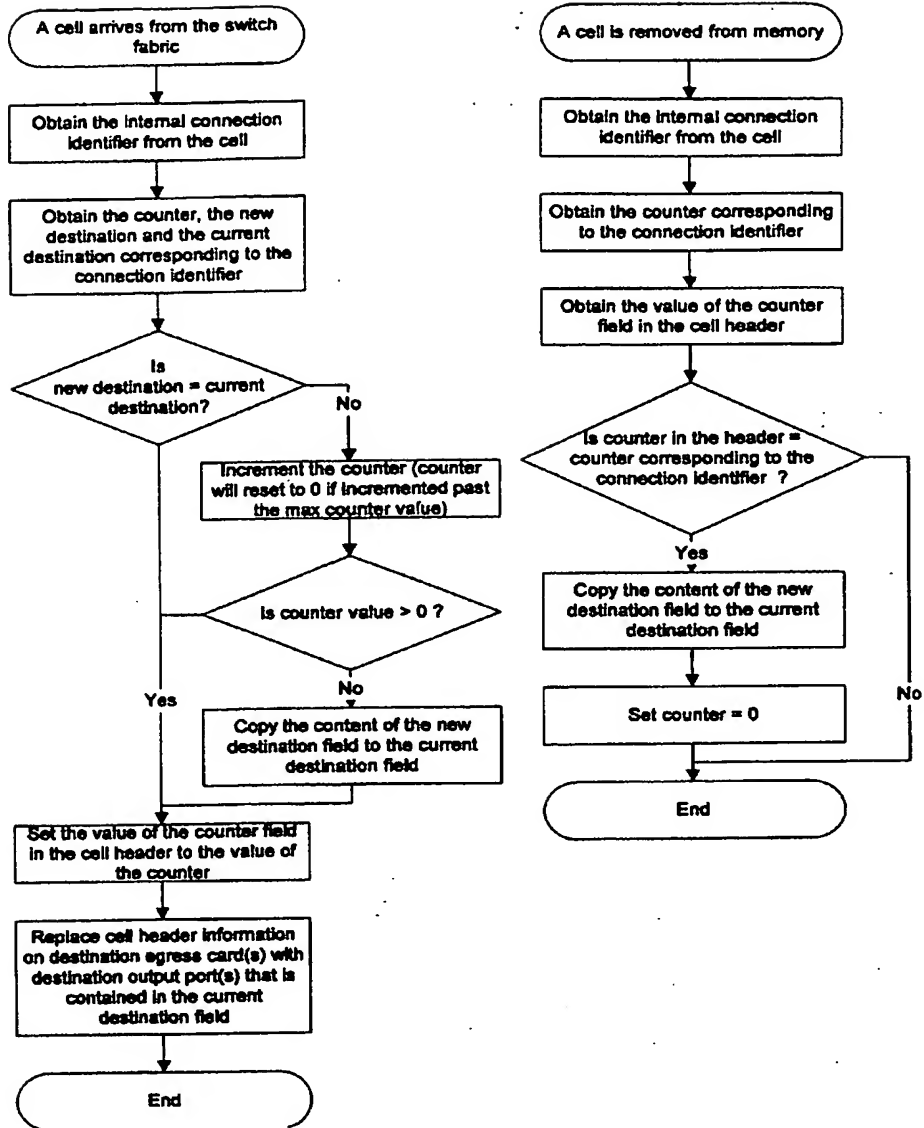 A cell arrives from the switch
fabric
Obtain the internal connection
identifier from the cell
Obtain the counter, the new
destination and the current
destination corresponding to the
connection identifier
Is
new destination = current
destination?
No
Increment the counter (counter
will reset to 0 if incremented past
the max counter value)
Is counter value > 0 ?
No
Yes
Copy the content of the new
destination field to the current
destination field
Set the value of the counter field
in the cell header to the value of
the counter
Replace cell header information
on destination egress card(s) with
destination output port(s) that is
contained in the current
destination field
End
A cell is removed from memory
Obtain the internal connection
identifier from the cell
Obtain the counter corresponding
to the connection identifier
Obtain the value of the counter
field in the cell header
Is counter in the header =
counter corresponding to the
connection identifier ?
Yes
Copy the content of the new
destination field to the current
destination field
No
Set counter = 0
End